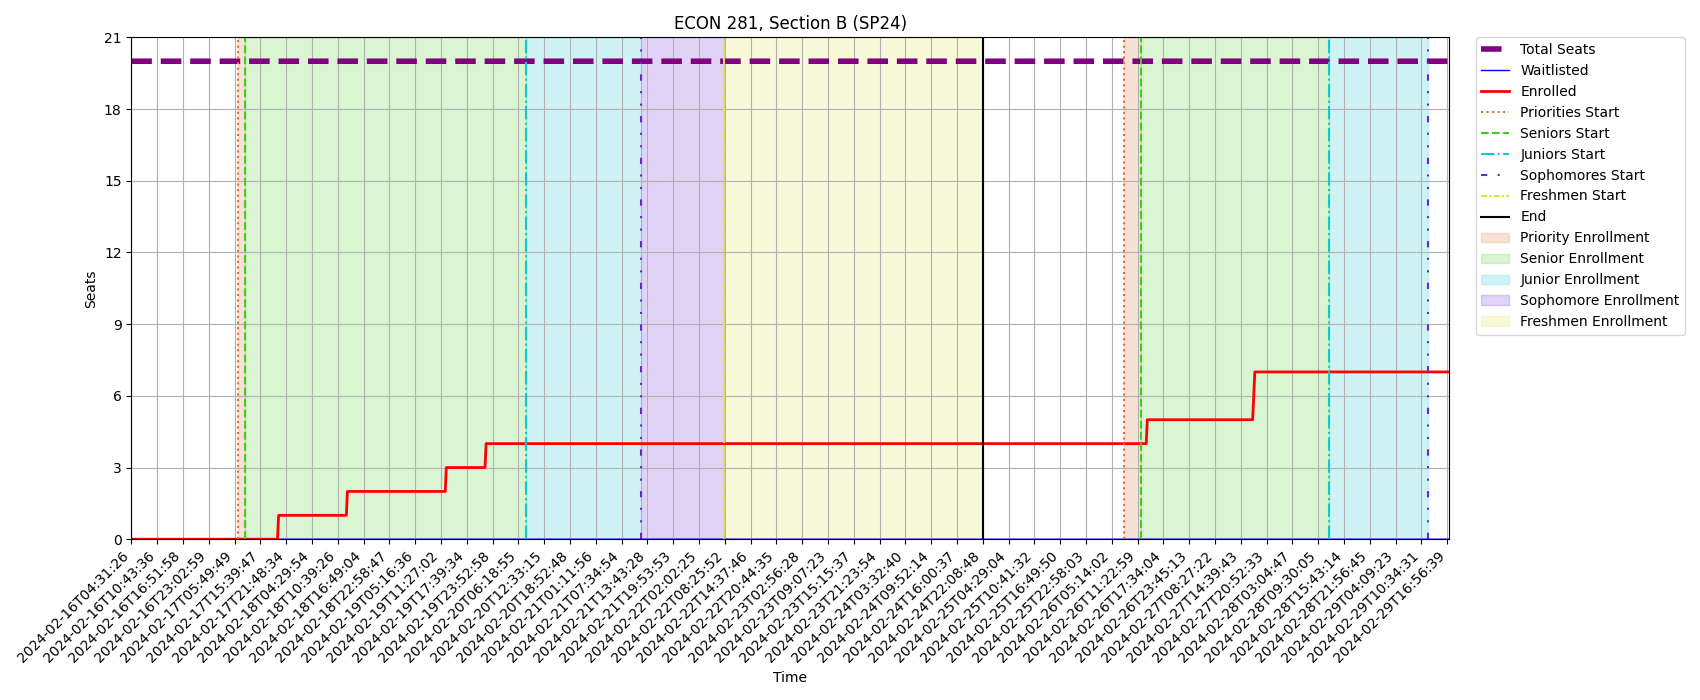 ECON 281, Section B (SP24)
21
18
15
12
9
6
3
0
Seats
2024-02-16T04:31:26
2024-02-16T10:43:36
2024-02-16T16:51:58
2024-02-16T23:02:59
2024-02-17T05:49:49
2024-02-17T15:39:47
2024-02-17T21:48:34
2024-02-18T04:29:54
2024-02-18T10:39:26
2024-02-18T16:49:04
2024-02-18T22:58:47
2024-02-19T05:16:36
2024-02-19T11:27:02
2024-02-19T17:39:34
2024-02-19T23:52:58
2024-02-20T06:18:55
2024-02-20T12:33:15
2024-02-20T18:52:48
2024-02-21T01:11:56
2024-02-21T07:34:54
2024-02-21T13:43:28
2024-02-21T19:53:53
2024-02-22T02:02:25
2024-02-22T08:25:52
2024-02-22T14:37:46
2024-02-22T20:44:35
2024-02-23T02:56:28
2024-02-23T09:07:23
2024-02-23T15:15:37
2024-02-23T21:23:54
2024-02-24T03:32:40
2024-02-24T09:52:14
2024-02-24T16:00:37
2024-02-24T22:08:48
2024-02-25T04:29:04
2024-02-25T10:41:32
2024-02-25T16:49:50
2024-02-25T22:58:03
2024-02-26T05:14:02
2024-02-26T11:22:59
2024-02-26T17:34:04
2024-02-26T23:45:13
2024-02-27T08:27:22
2024-02-27T14:39:43
2024-02-27T20:52:33
2024-02-28T03:04:47
2024-02-28T09:30:05
2024-02-28T15:43:14
2024-02-28T21:56:45
2024-02-29T04:09:23
2024-02-29T10:34:31
2024-02-29T16:56:39
Time
Total Seats
Waitlisted
Enrolled
Priorities Start
Seniors Start
Juniors Start
Sophomores Start
Freshmen Start
End
Priority Enrollment
Senior Enrollment
Junior Enrollment
Sophomore Enrollment
Freshmen Enrollment